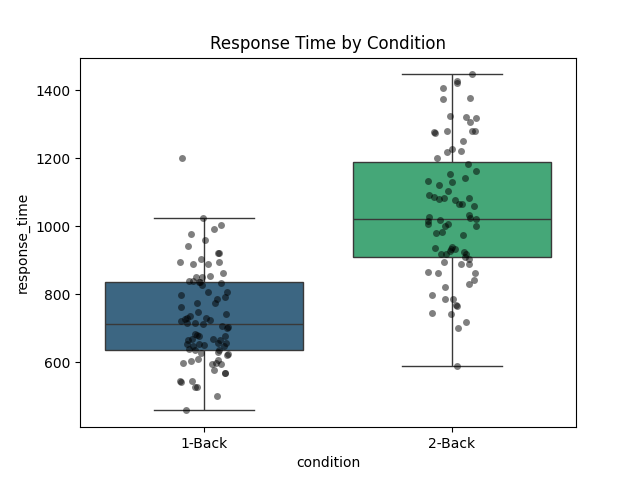 Response Time by Condition
response_time
1400
1200
1000
800
600
1-Back
2-Back
condition